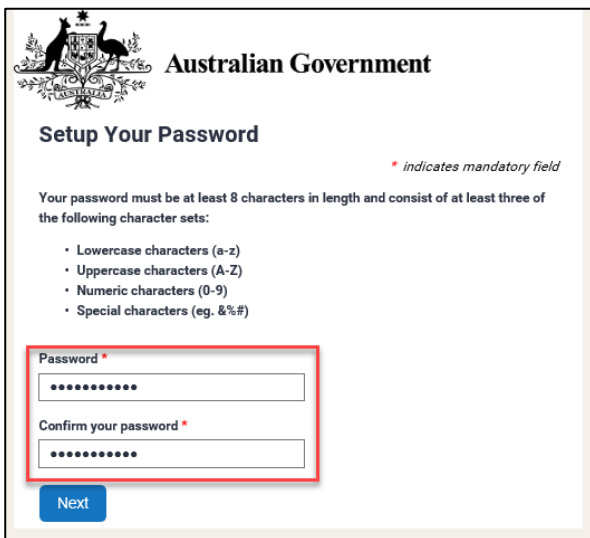 AUSTRALIA
Australian Government
Setup Your Password
* indicates mandatory field
Your password must be at least 8 characters in length and consist of at least three of
the following character sets:
• Lowercase characters (a-z)
• Uppercase characters (A-Z)
• Numeric characters (0-9)
• Special characters (eg. &%#)
Password *
•••••••••••
Confirm your password *
•••••••••••
Next